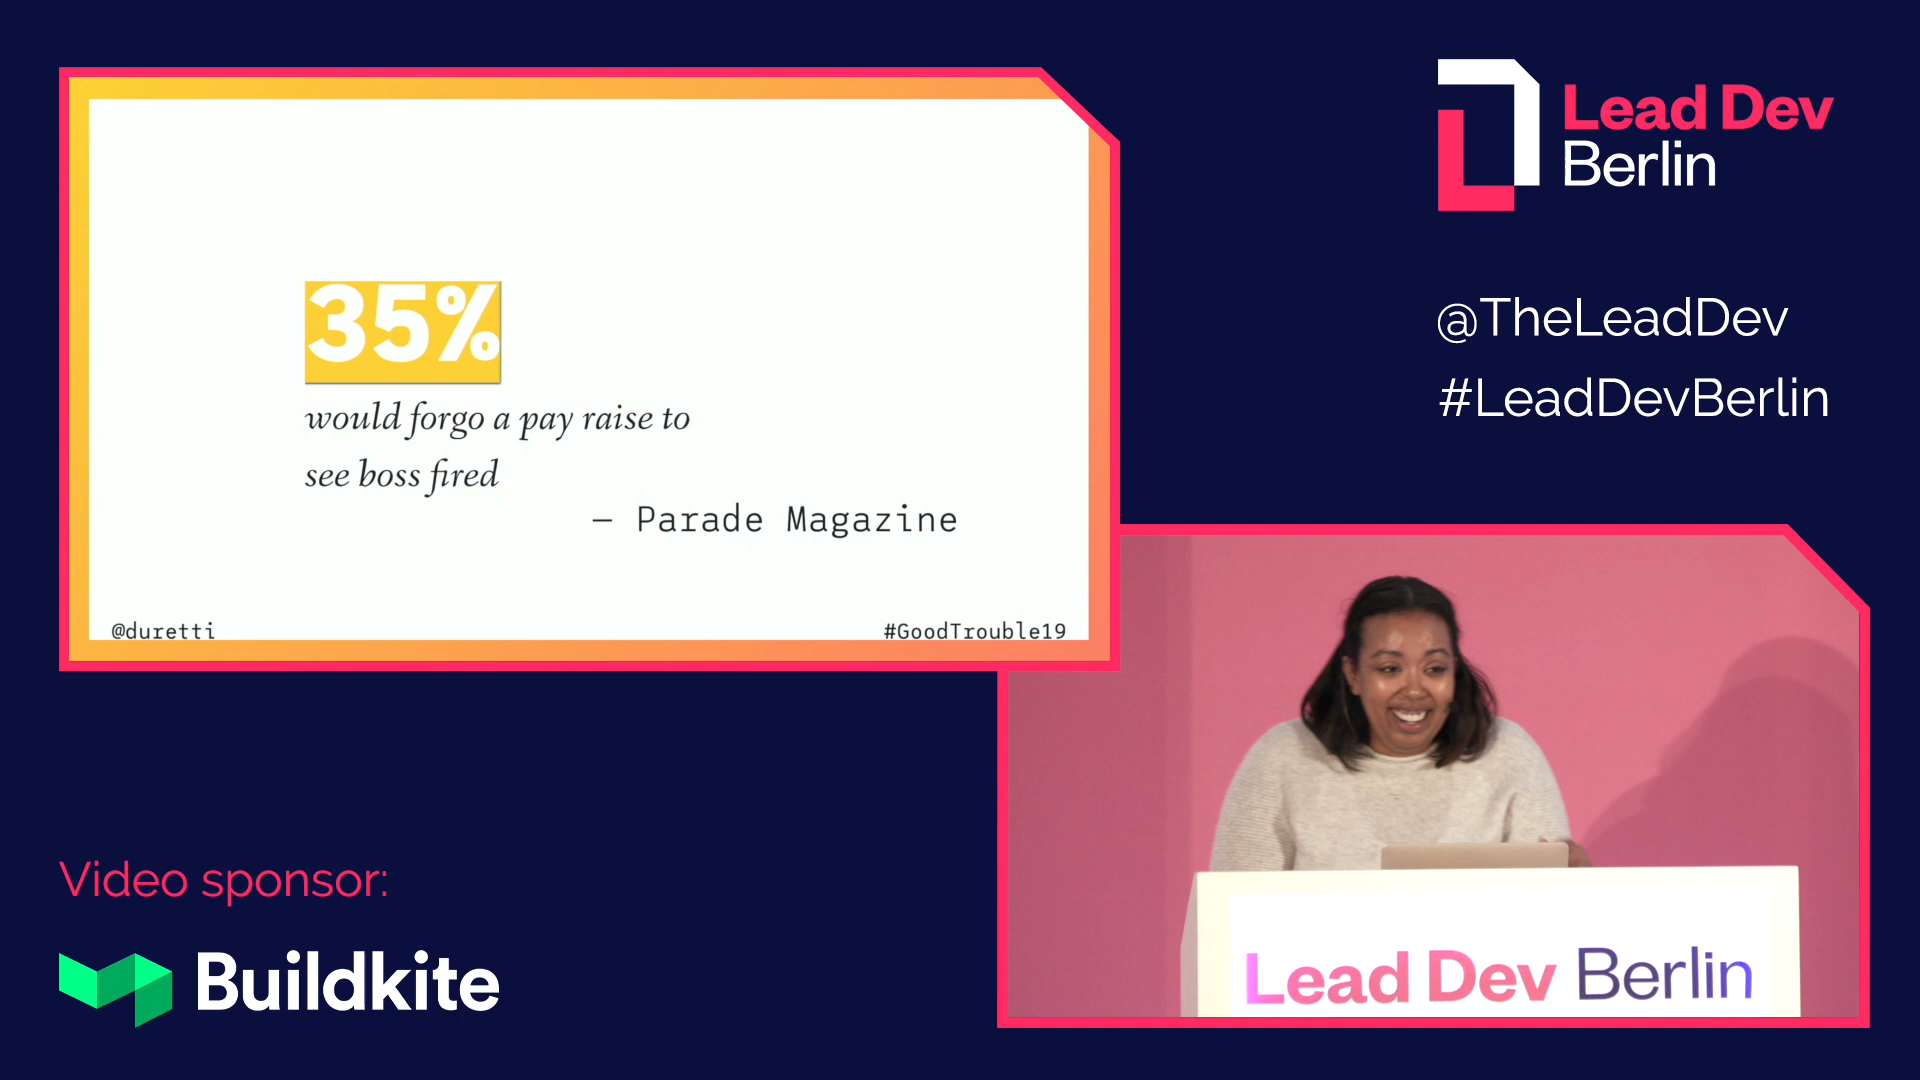 35%
would forgo a pay raise to
see boss fired
— Parade Magazine
@duretti
#GoodTrouble19
Lead Dev
Berlin
@TheLeadDev
#LeadDevBerlin
Video sponsor:
Buildkite
Lead Dev Berlin